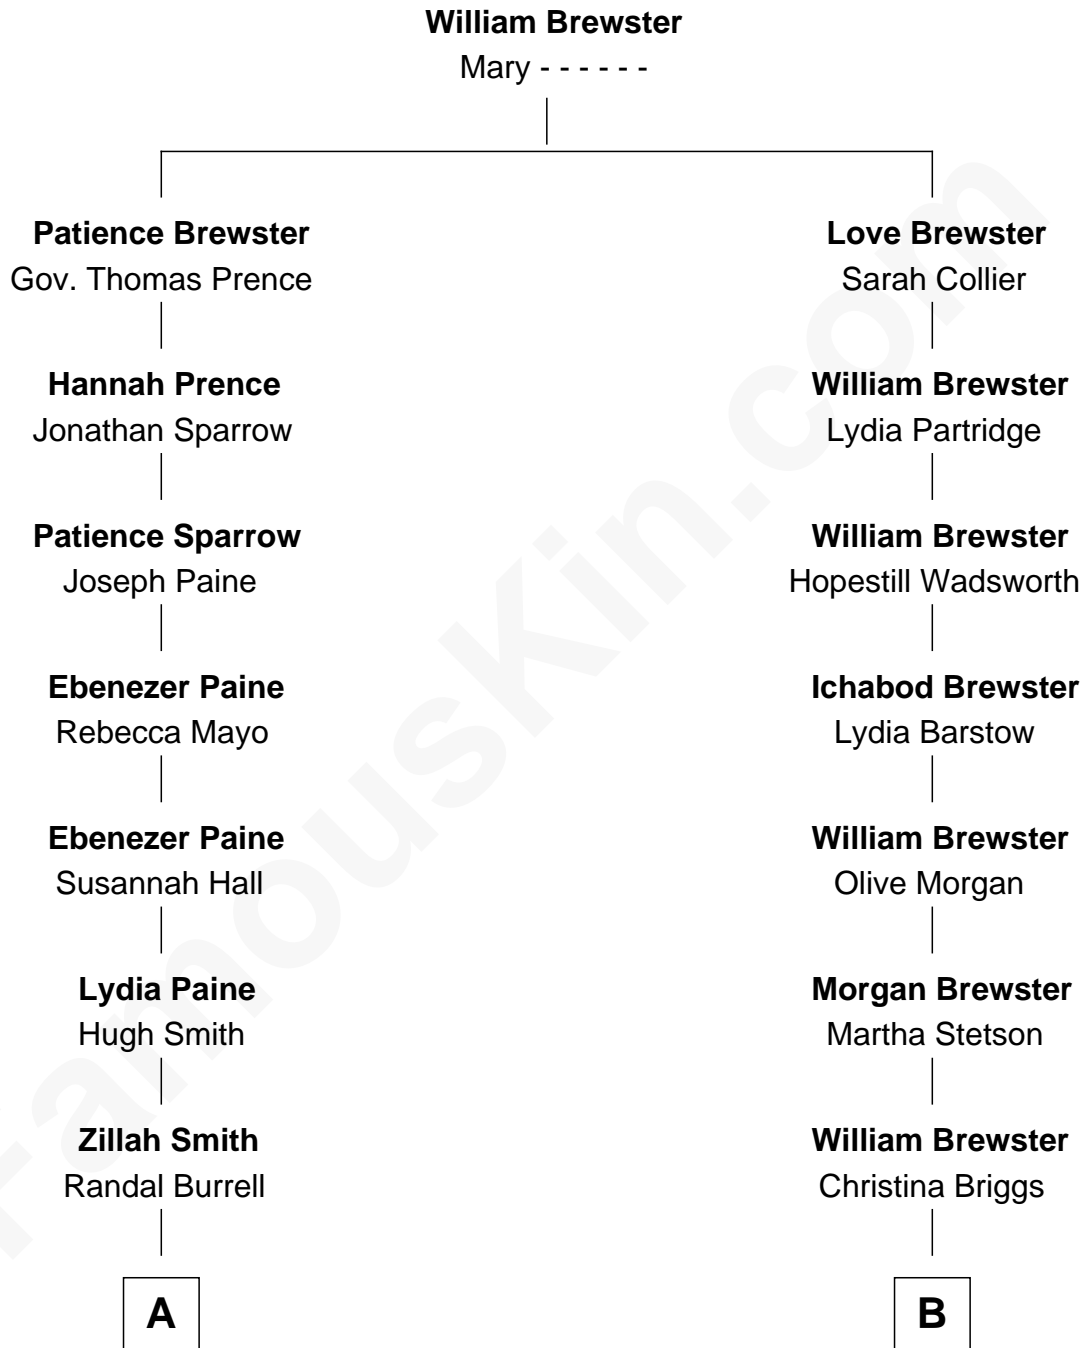 William Brewster
Mary - - - - - -
Patience Brewster
Gov. Thomas Prence
Love Brewster
Sarah Collier
Hannah Prence
Jonathan Sparrow
William Brewster
Lydia Partridge
Patience Sparrow
Joseph Paine
William Brewster
Hopestill Wadsworth
Ebenezer Paine
Rebecca Mayo
Ichabod Brewster
Lydia Barstow
Ebenezer Paine
Susannah Hall
William Brewster
Olive Morgan
Lydia Paine
Hugh Smith
Morgan Brewster
Martha Stetson
Zillah Smith
Randal Burrell
William Brewster
Christina Briggs
A
B
FamousKin.com